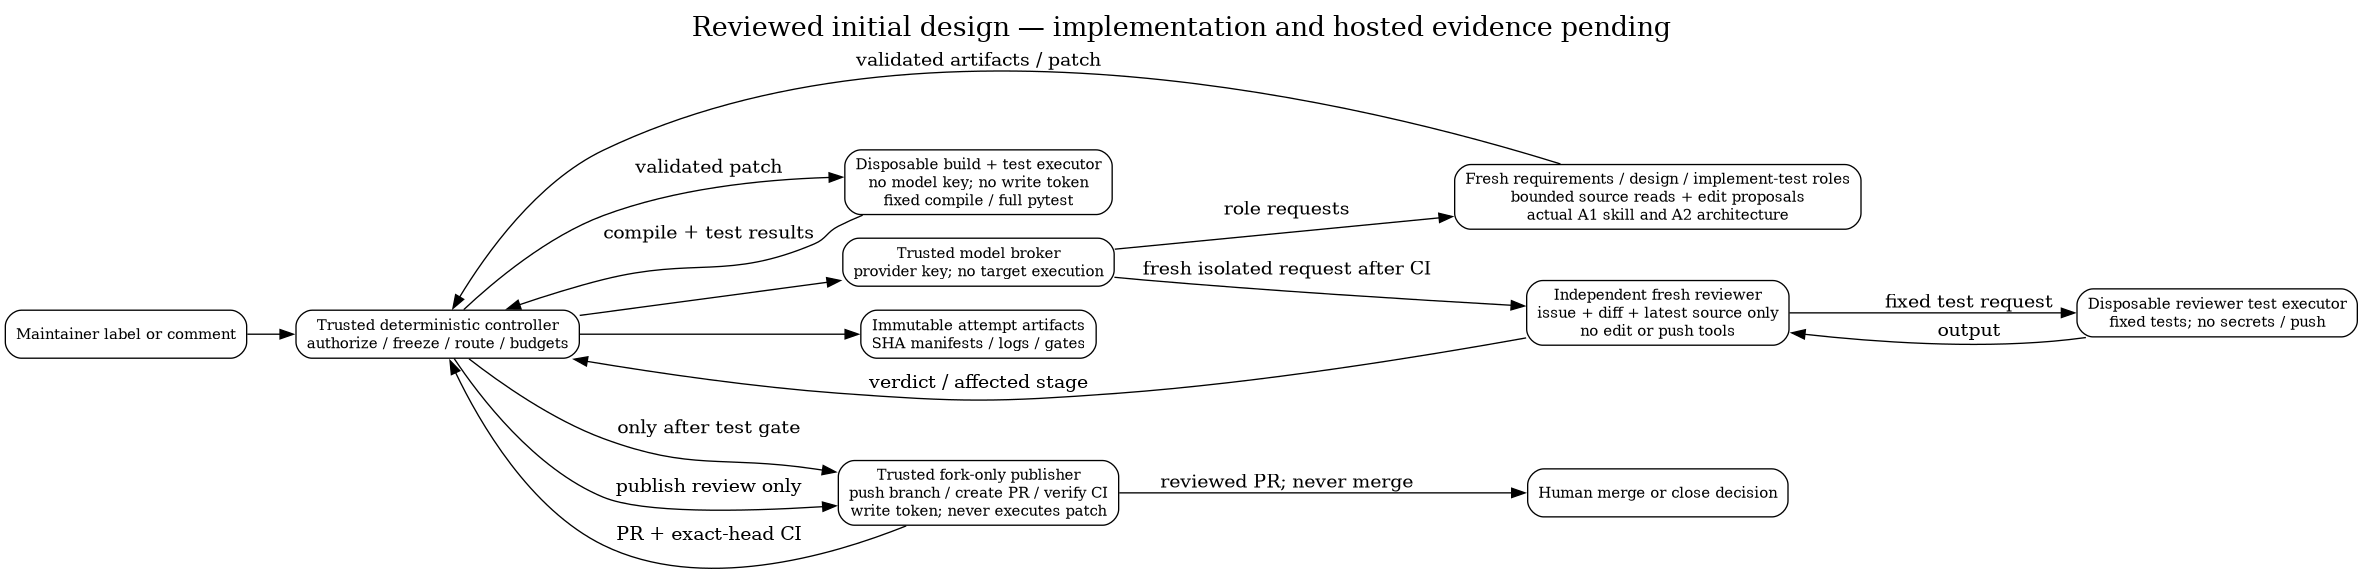 Reviewed initial design — implementation and hosted evidence pending
validated artifacts / patch
validated patch
Disposable build + test executor
no model key; no write token
fixed compile / full pytest
compile + test results
Trusted model broker
provider key; no target execution
role requests
Fresh requirements / design / implement-test roles
bounded source reads + edit proposals
actual A1 skill and A2 architecture
fresh isolated request after CI
Maintainer label or comment
Trusted deterministic controller
authorize / freeze / route / budgets
Immutable attempt artifacts
SHA manifests / logs / gates
Independent fresh reviewer
issue + diff + latest source only
no edit or push tools
fixed test request
output
Disposable reviewer test executor
fixed tests; no secrets / push
verdict / affected stage
only after test gate
publish review only
PR + exact-head CI
Trusted fork-only publisher
push branch / create PR / verify CI
write token; never executes patch
reviewed PR; never merge
Human merge or close decision